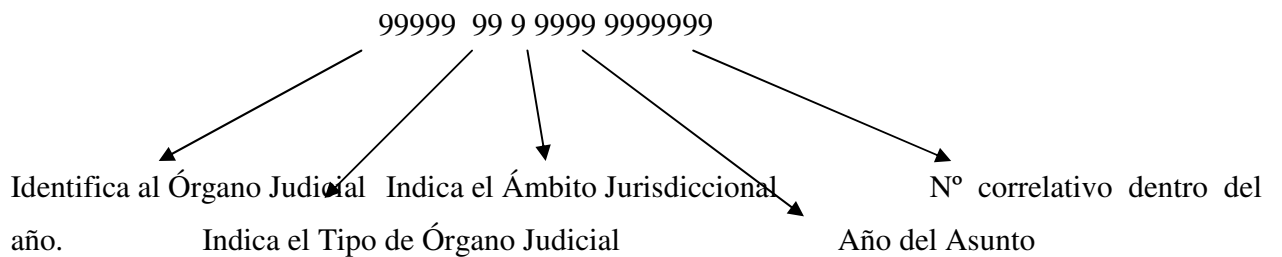 99999 99 9 9999 9999999
Identifica al Órgano Judicial Indica el Ámbito Jurisdiccional Nº correlativo dentro del
año. Indica el Tipo de Órgano Judicial Año del Asunto